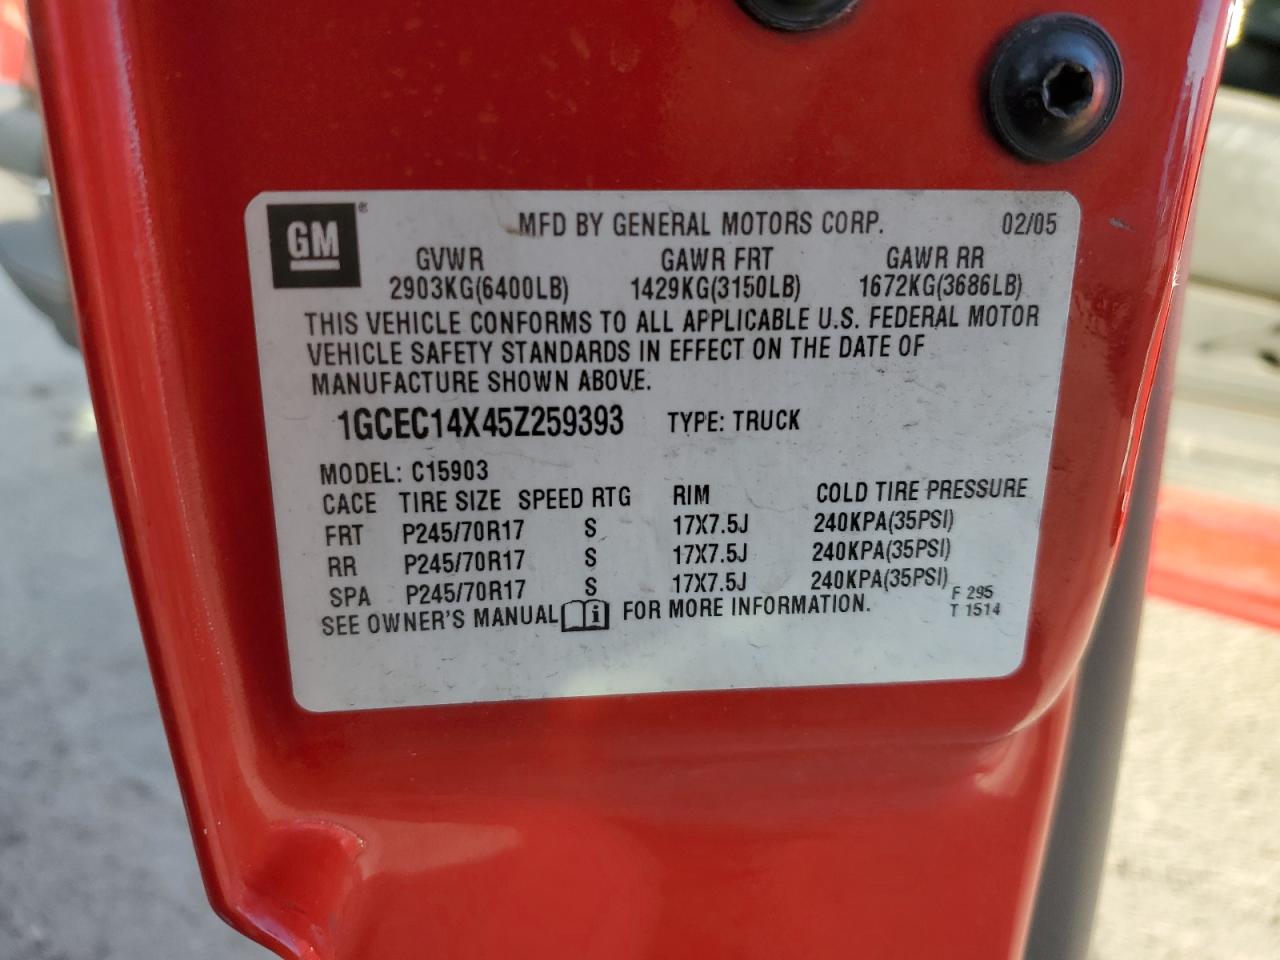 GM® MFD BY GENERAL MOTORS CORP. 02/05
GVWR GAWR FRT GAWR RR
2903KG(6400LB) 1429KG(3150LB) 1672KG(3686LB)
THIS VEHICLE CONFORMS TO ALL APPLICABLE U.S. FEDERAL MOTOR
VEHICLE SAFETY STANDARDS IN EFFECT ON THE DATE OF
MANUFACTURE SHOWN ABOVE.
1GCEC14X45Z259393 TYPE: TRUCK
MODEL: C15903
CACE TIRE SIZE SPEED RTG RIM COLD TIRE PRESSURE
FRT P245/70R17 S 17X7.5J 240KPA(35PSI)
RR P245/70R17 S 17X7.5J 240KPA(35PSI)
SPA P245/70R17 S 17X7.5J 240KPA(35PSI)
SEE OWNER'S MANUAL i FOR MORE INFORMATION.
F 295
T 1514